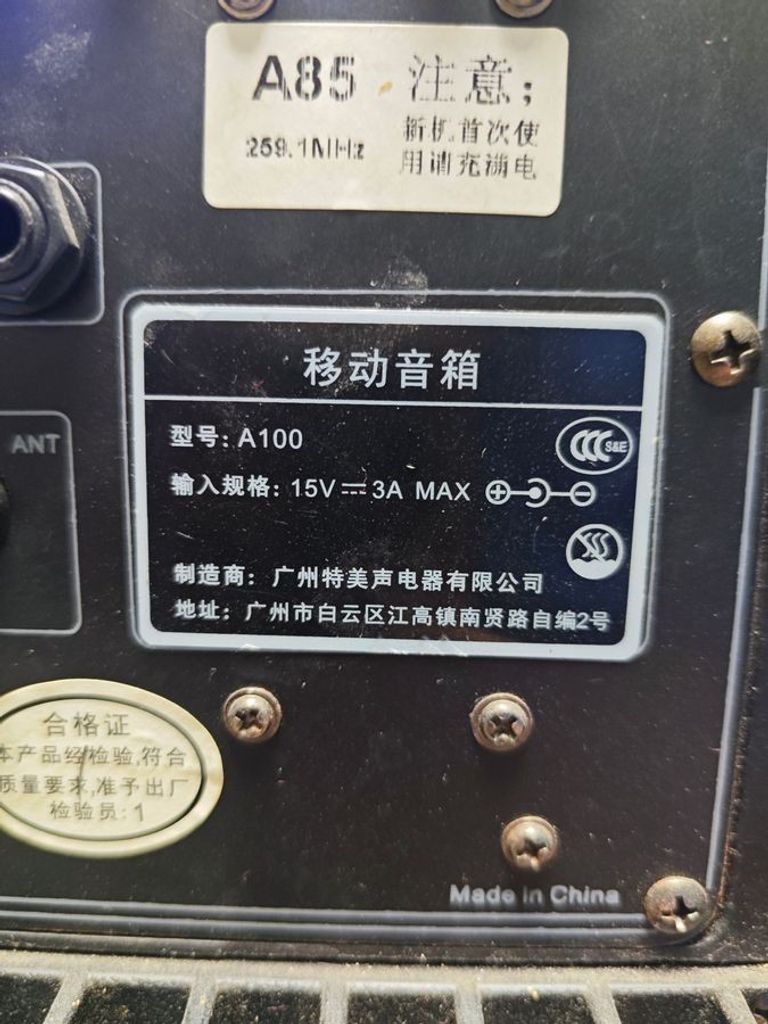 A85 注意;
259.1MHz 新机首次使
用请充满电
ANT
移动音箱
型号: A100
S&E
输入规格: 15V⎓3A MAX
制造商: 广州特美声电器有限公司
地址: 广州市白云区江高镇南贤路自编2号
合格证
本产品经检验,符合
质量要求,准予出厂
检验员: 1
Made in China